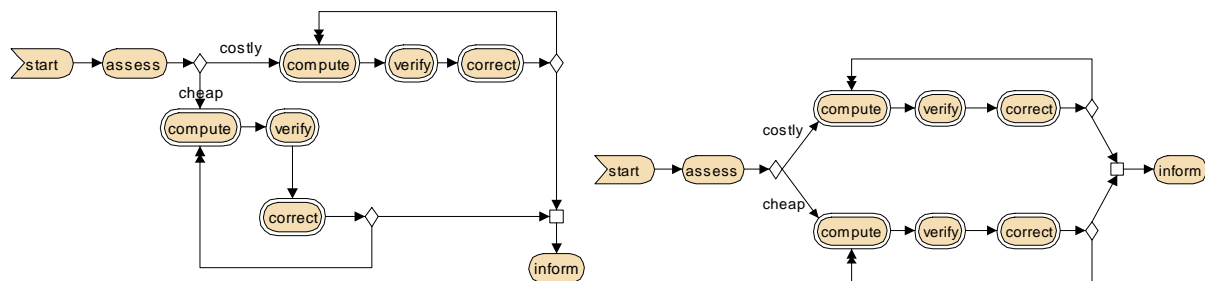 costly
start assess compute verify correct
cheap
compute verify
correct
inform
compute verify correct
costly
start assess inform
cheap
compute verify correct